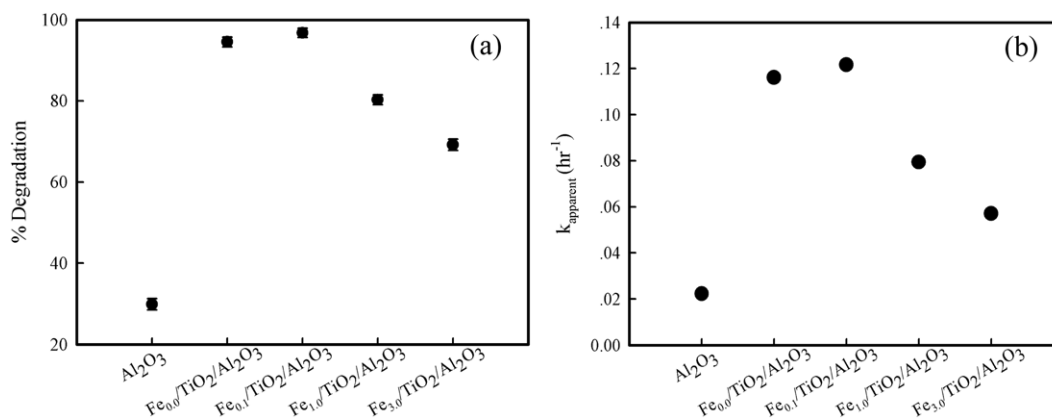 (a)
% Degradation
100
80
60
40
20
Al₂O₃
Fe₀.₀/TiO₂/Al₂O₃
Fe₀.₁/TiO₂/Al₂O₃
Fe₁.₀/TiO₂/Al₂O₃
Fe₃.₀/TiO₂/Al₂O₃
(b)
kapparent (hr⁻¹)
.14
.12
.10
.08
.06
.04
.02
0.00
Al₂O₃
Fe₀.₀/TiO₂/Al₂O₃
Fe₀.₁/TiO₂/Al₂O₃
Fe₁.₀/TiO₂/Al₂O₃
Fe₃.₀/TiO₂/Al₂O₃